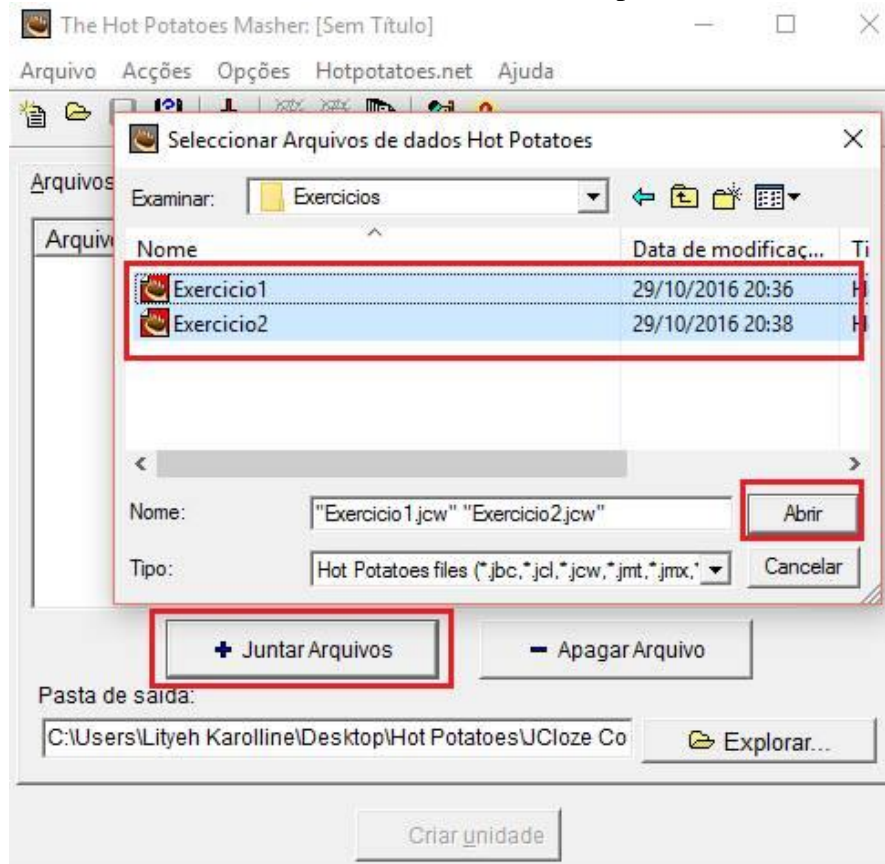 The Hot Potatoes Masher: [Sem Título]
Arquivo Acções Opções Hotpotatoes.net Ajuda
Seleccionar Arquivos de dados Hot Potatoes
Arquivos
Examinar: Exercicios
Arquiv
Nome Data de modificaç... Ti
Exercicio1 29/10/2016 20:36 H
Exercicio2 29/10/2016 20:38 H
Nome: "Exercicio1.jcw" "Exercicio2.jcw" Abrir
Tipo: Hot Potatoes files (*.jbc,*.jcl,*.jcw,*.jmt,*.jmx,* Cancelar
+ Juntar Arquivos - Apagar Arquivo
Pasta de saída:
C:\Users\Lityeh Karolline\Desktop\Hot Potatoes\JCloze Co Explorar...
Criar unidade